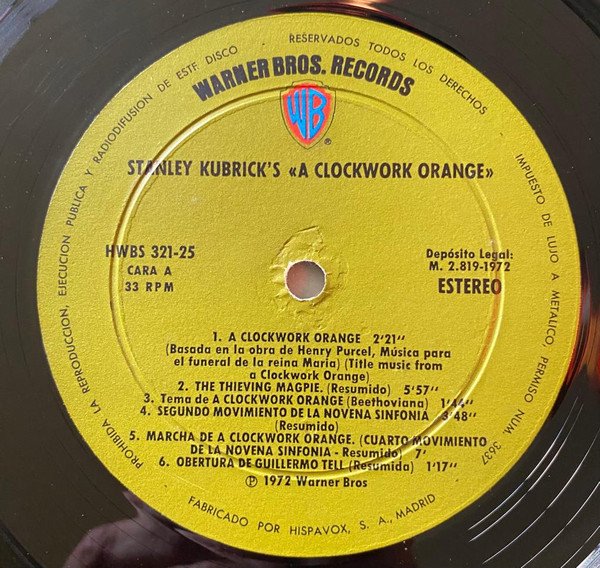 RESERVADOS TODOS LOS DERECHOS
IMPUESTO DE LUJO A METALICO, PERMISO NUM. 3637
PROHIBIDA LA REPRODUCCION, EJECUCION PUBLICA Y RADIODIFUSION DE ESTE DISCO
WARNER BROS. RECORDS
WB
®
STANLEY KUBRICK'S «A CLOCKWORK ORANGE»
HWBS 321-25
CARA A
33 RPM
Depósito Legal:
M. 2.819-1972
ESTEREO
1. A CLOCKWORK ORANGE 2'21''
(Basada en la obra de Henry Purcel, Música para
el funeral de la reina Maria) (Title music from
a Clockwork Orange)
2. THE THIEVING MAGPIE. (Resumido) 5'57''
3. Tema de A CLOCKWORK ORANGE (Beethoviana) 1'44''
4. SEGUNDO MOVIMIENTO DE LA NOVENA SINFONIA 3'48''
(Resumido)
5. MARCHA DE A CLOCKWORK ORANGE. (CUARTO MOVIMIENTO
DE LA NOVENA SINFONIA - Resumido) 7'
6. OBERTURA DE GUILLERMO TELL (Resumida) 1'17''
Ⓟ 1972 Warner Bros
FABRICADO POR HISPAVOX, S. A., MADRID